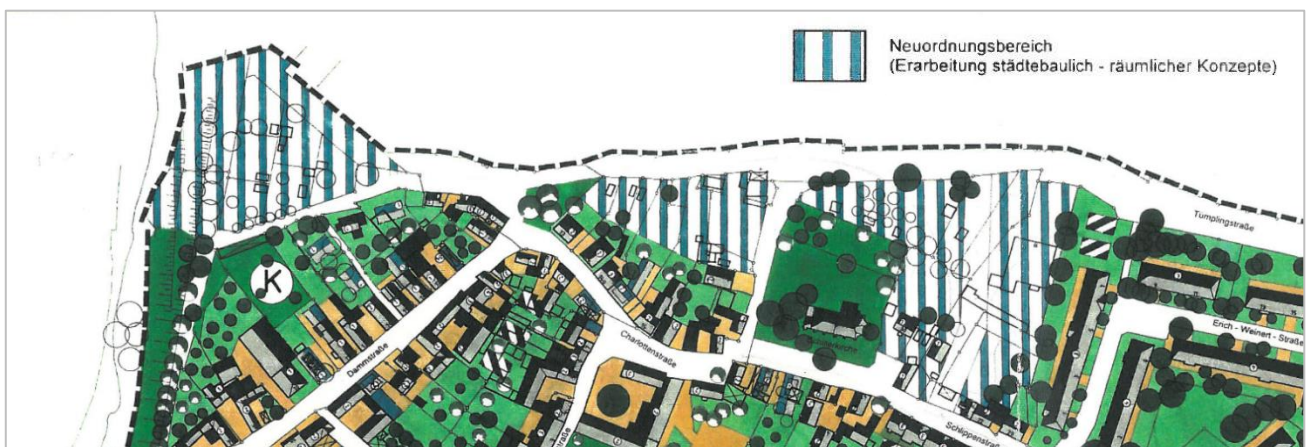 Neuordnungsbereich
(Erarbeitung städtebaulich - räumlicher Konzepte)
Tümplingstraße
K
Erich - Weinert - Straße
Dammstraße
Charlottenstraße